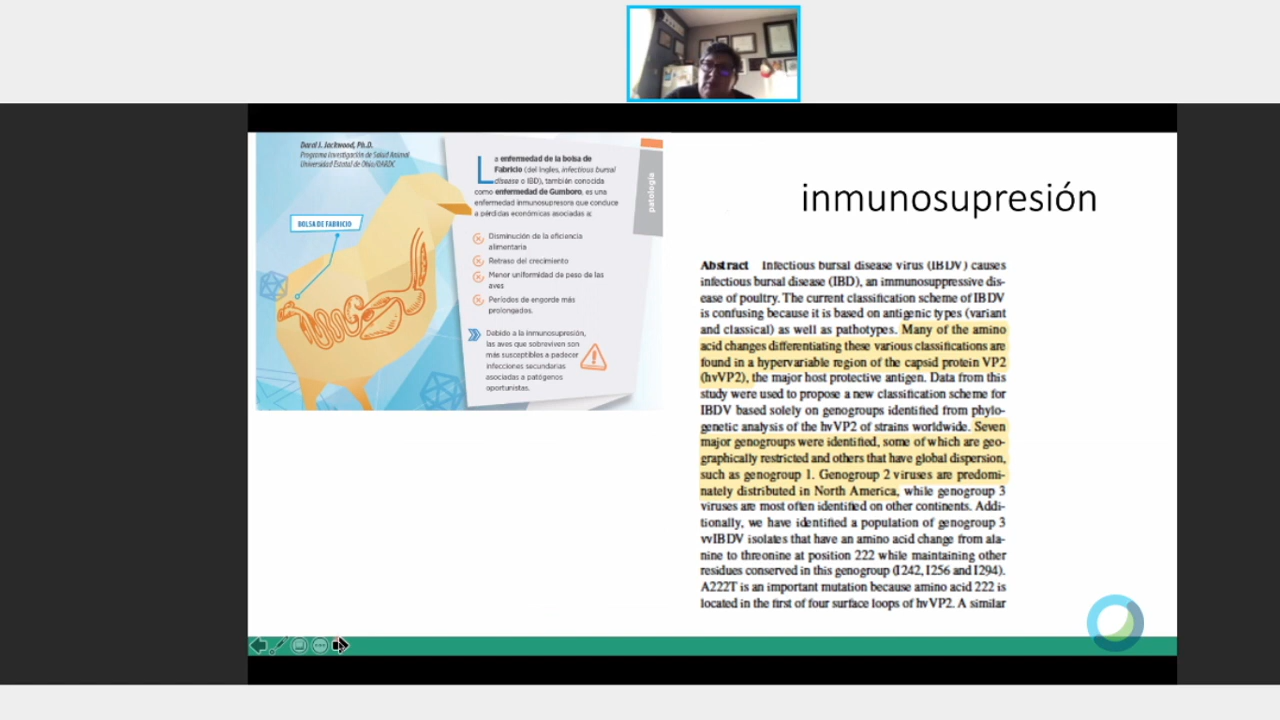 Daral J. Jackwood, Ph.D.
Programa Investigación de Salud Animal
Universidad Estatal de Ohio/OARDC
BOLSA DE FABRICIO
La enfermedad de la bolsa de
Fabricio (del Ingles, infectious bursal
disease o IBD), también conocida
como enfermedad de Gumboro, es una
enfermedad inmunosupresora que conduce
a pérdidas económicas asociadas a:
Disminución de la eficiencia
alimentaria
Retraso del crecimiento
Menor uniformidad de peso de las
aves
Períodos de engorde más
prolongados.
Debido a la inmunosupresión,
las aves que sobreviven son
más susceptibles a padecer
infecciones secundarias
asociadas a patógenos
oportunistas.
patología
inmunosupresión
Abstract Infectious bursal disease virus (IBDV) causes
infectious bursal disease (IBD), an immunosuppressive dis-
ease of poultry. The current classification scheme of IBDV
is confusing because it is based on antigenic types (variant
and classical) as well as pathotypes. Many of the amino
acid changes differentiating these various classifications are
found in a hypervariable region of the capsid protein VP2
(hvVP2), the major host protective antigen. Data from this
study were used to propose a new classification scheme for
IBDV based solely on genogroups identified from phylo-
genetic analysis of the hvVP2 of strains worldwide. Seven
major genogroups were identified, some of which are geo-
graphically restricted and others that have global dispersion,
such as genogroup 1. Genogroup 2 viruses are predomi-
nately distributed in North America, while genogroup 3
viruses are most often identified on other continents. Addi-
tionally, we have identified a population of genogroup 3
vvIBDV isolates that have an amino acid change from ala-
nine to threonine at position 222 while maintaining other
residues conserved in this genogroup (I242, I256 and I294).
A222T is an important mutation because amino acid 222 is
located in the first of four surface loops of hvVP2. A similar